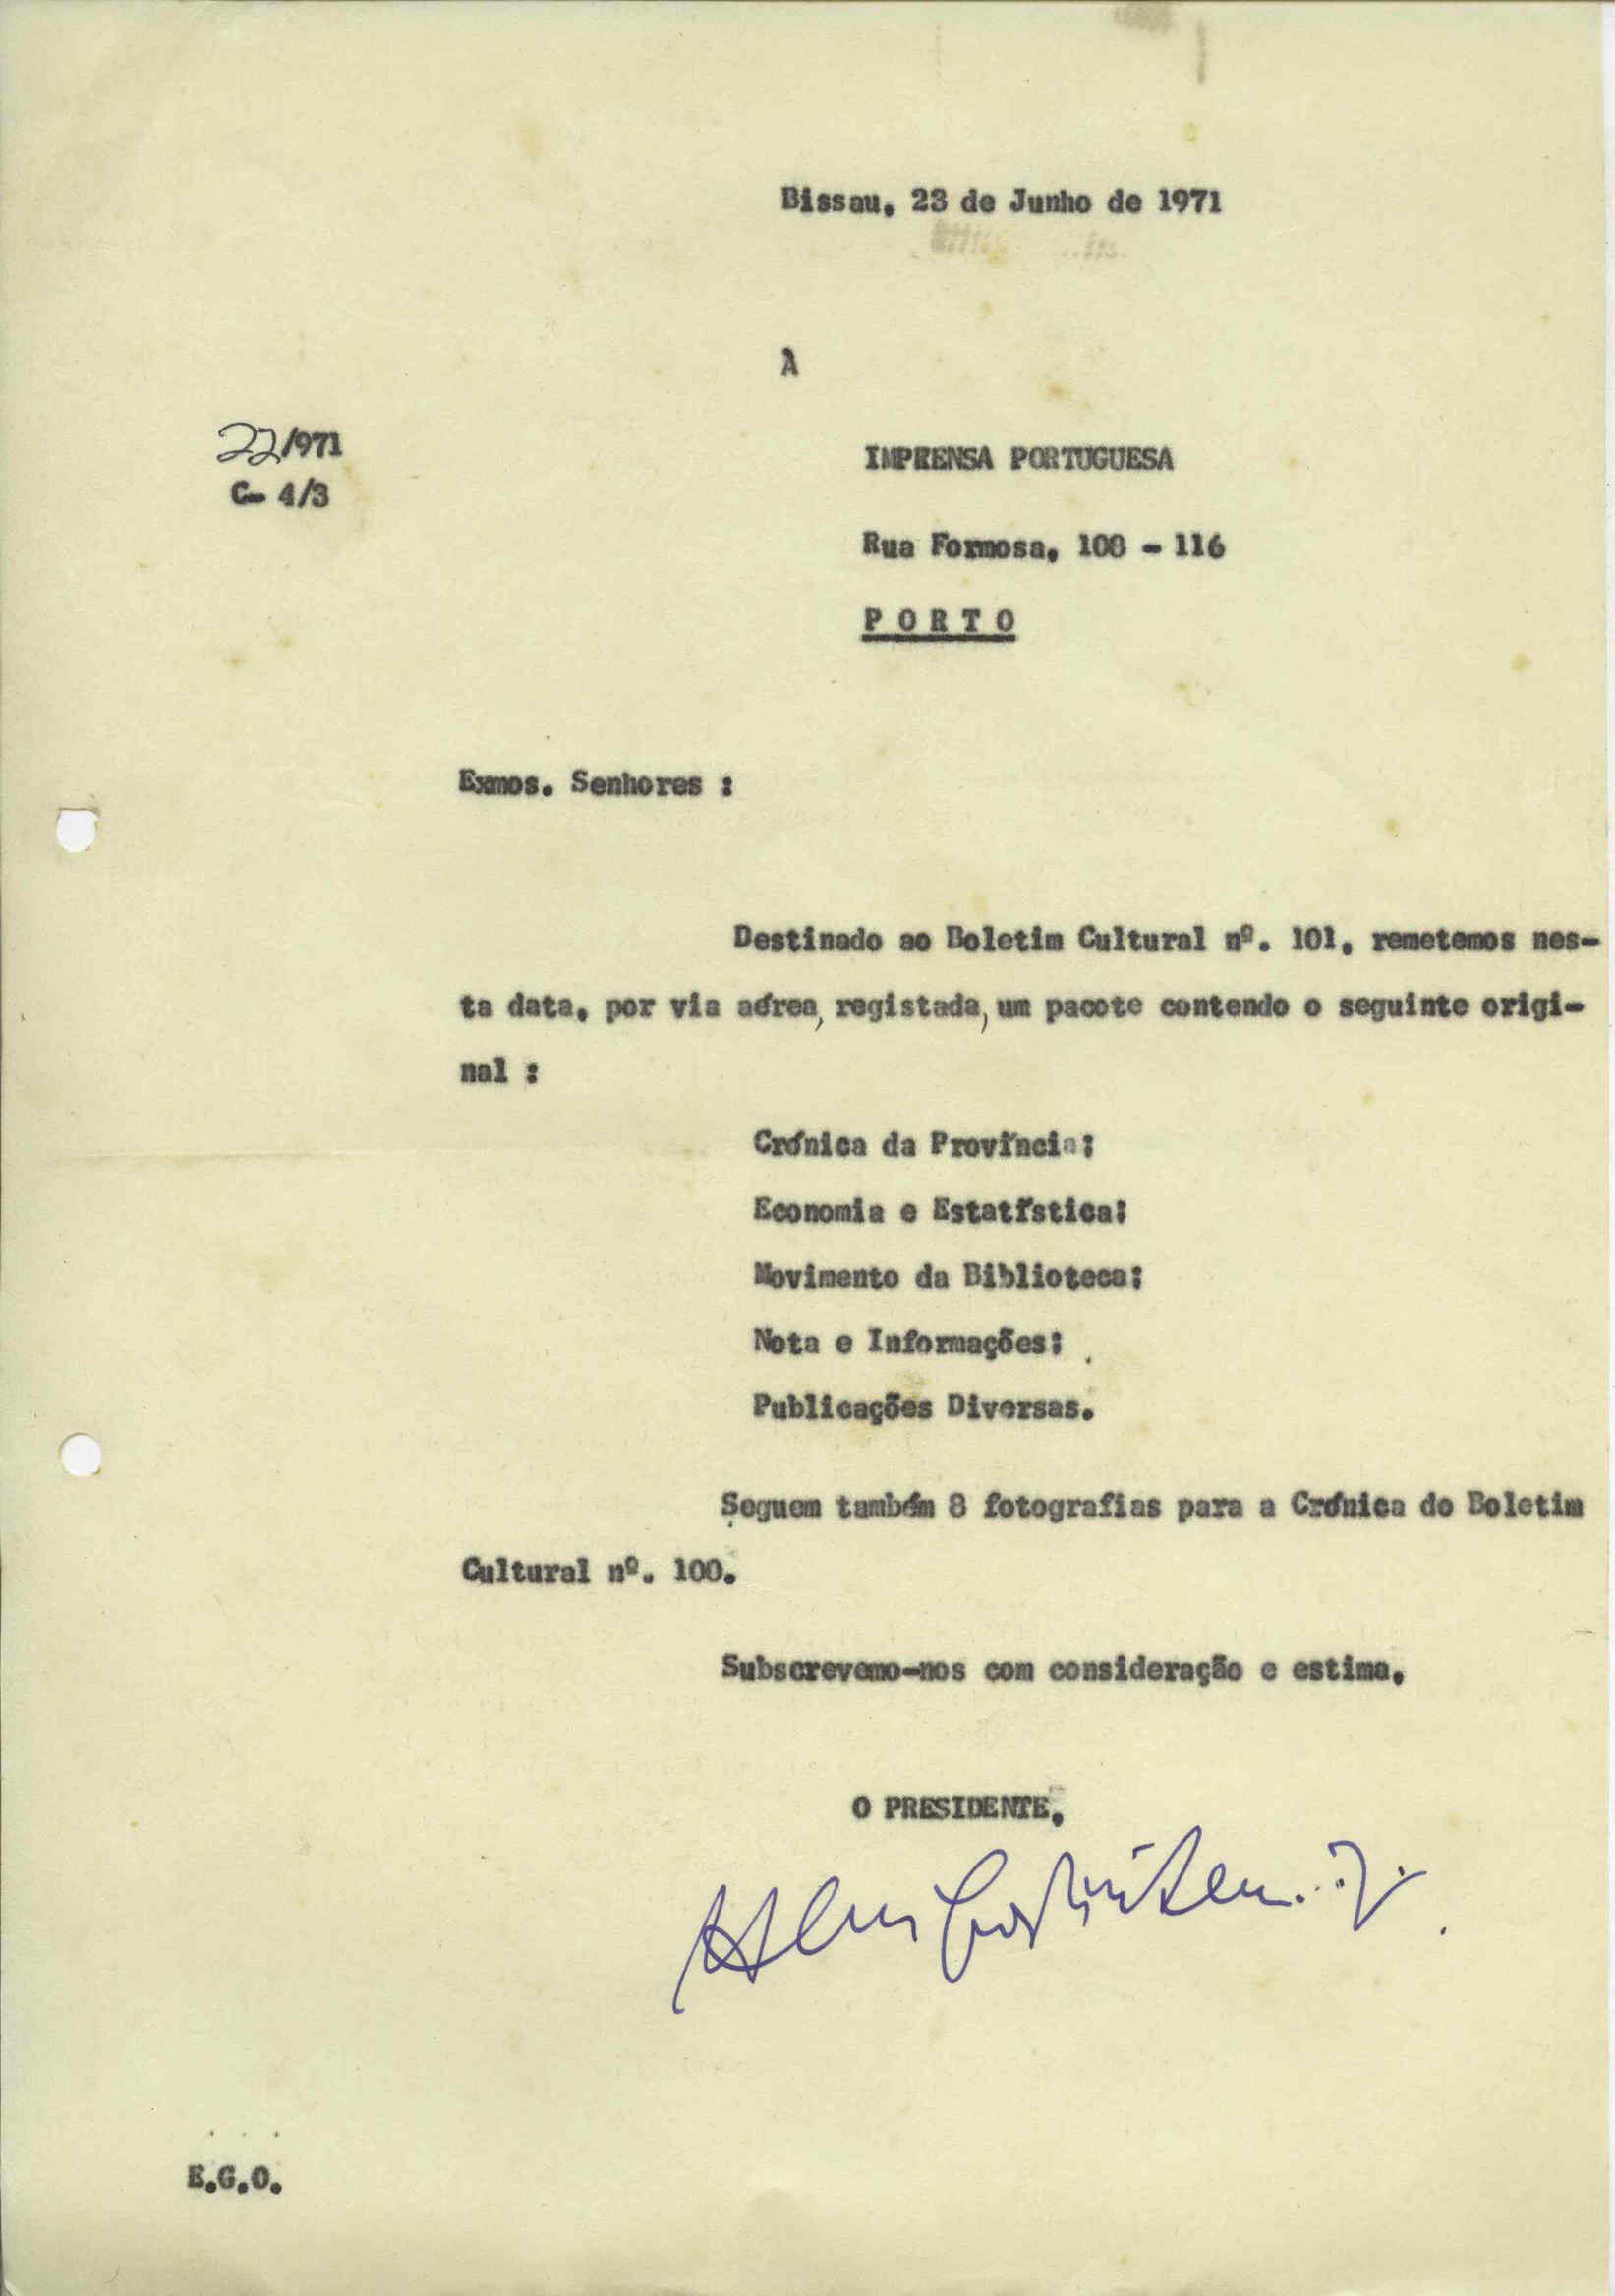 Bissau, 23 de Junho de 1971
À
22/971
C- 4/3
IMPRENSA PORTUGUESA
Rua Formosa, 108 - 116
PORTO
Exmos. Senhores :
Destinado ao Boletim Cultural nº. 101, remetemos nes-
ta data, por via aérea, registada, um pacote contendo o seguinte origi-
nal :
Crónica da Província;
Economia e Estatística;
Movimento da Biblioteca;
Nota e Informações;
Publicações Diversas.
Seguem também 8 fotografias para a Crónica do Boletim
Cultural nº. 100.
Subscrevemo-nos com consideração e estima.
O PRESIDENTE,
E.G.O.